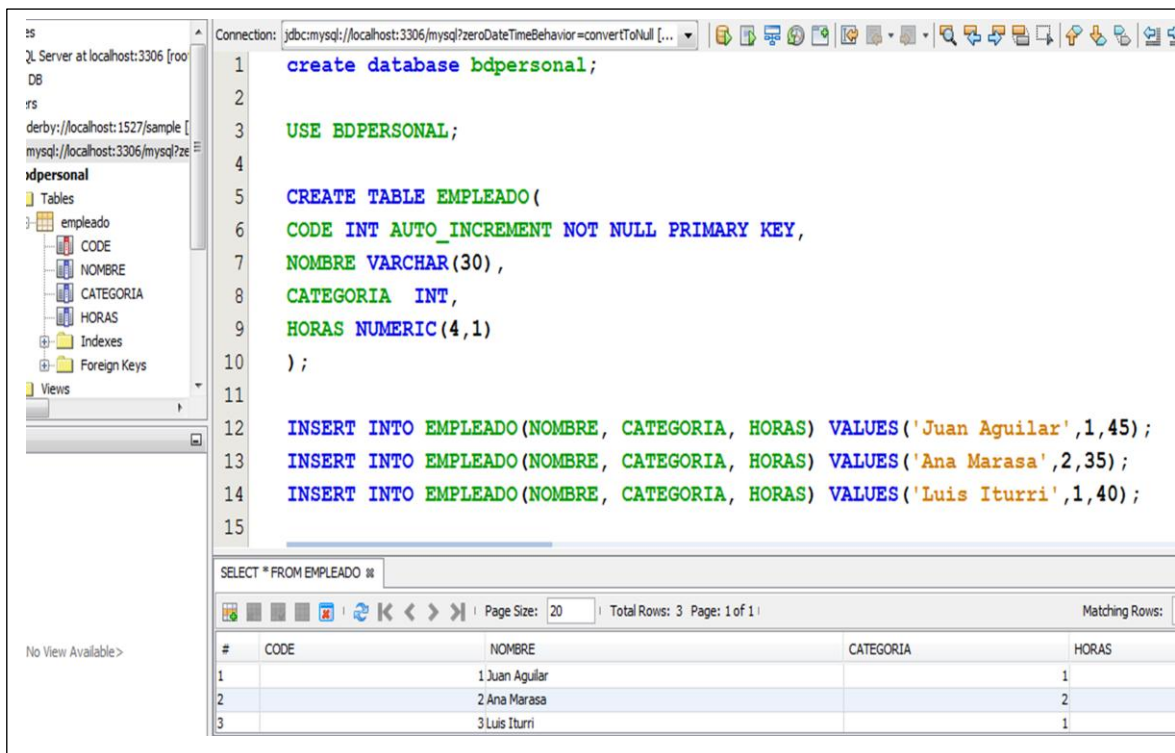 es
QL Server at localhost:3306 [roo
DB
ers
derby://localhost:1527/sample [
mysql://localhost:3306/mysql?ze
bdpersonal
Tables
empleado
CODE
NOMBRE
CATEGORIA
HORAS
Indexes
Foreign Keys
Views
No View Available>
Connection: jdbc:mysql://localhost:3306/mysql?zeroDateTimeBehavior=convertToNull [...
1 create database bdpersonal;
2
3 USE BDPERSONAL;
4
5 CREATE TABLE EMPLEADO(
6 CODE INT AUTO_INCREMENT NOT NULL PRIMARY KEY,
7 NOMBRE VARCHAR(30),
8 CATEGORIA INT,
9 HORAS NUMERIC(4,1)
10 );
11
12 INSERT INTO EMPLEADO(NOMBRE, CATEGORIA, HORAS) VALUES('Juan Aguilar',1,45);
13 INSERT INTO EMPLEADO(NOMBRE, CATEGORIA, HORAS) VALUES('Ana Marasa',2,35);
14 INSERT INTO EMPLEADO(NOMBRE, CATEGORIA, HORAS) VALUES('Luis Iturri',1,40);
15
SELECT * FROM EMPLEADO
Page Size: 20 Total Rows: 3 Page: 1 of 1 Matching Rows:
# CODE NOMBRE CATEGORIA HORAS
1 1 Juan Aguilar 1
2 2 Ana Marasa 2
3 3 Luis Iturri 1